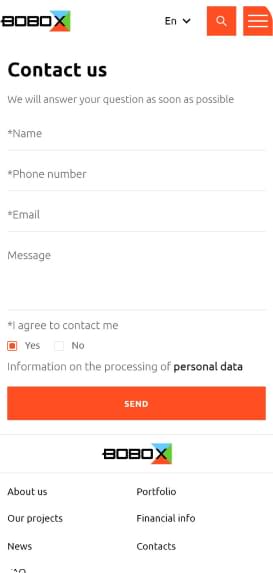 BOBOX
En
Contact us
We will answer your question as soon as possible
*Name
*Phone number
*Email
Message
*I agree to contact me
Yes No
Information on the processing of personal data
SEND
BOBOX
About us Portfolio
Our projects Financial info
News Contacts